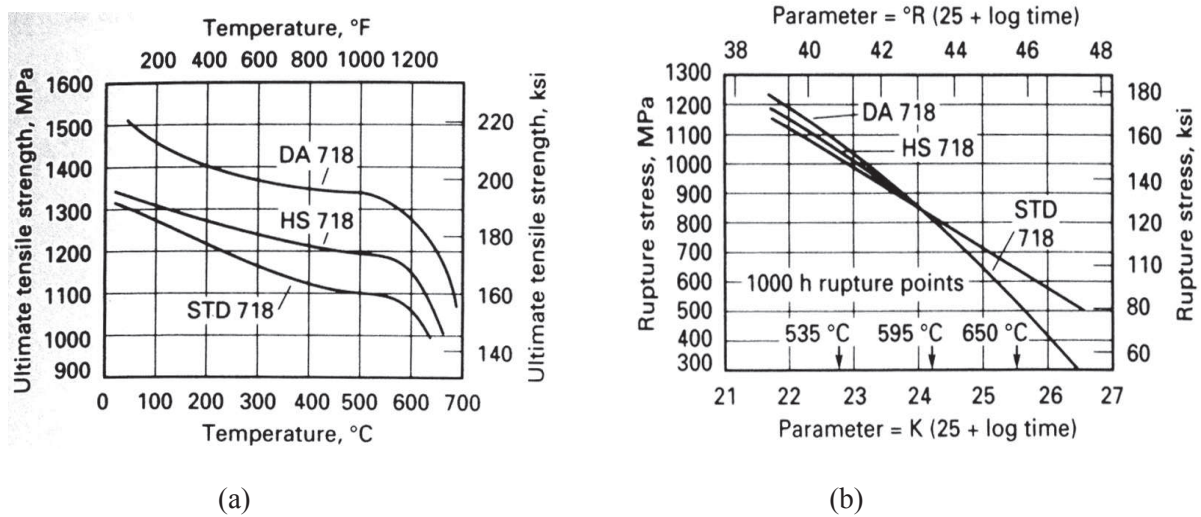 Temperature, °F
200 400 600 800 1000 1200
1600
1500
1400
1300
1200
1100
1000
900
Ultimate tensile strength, MPa
DA 718
HS 718
STD 718
220
200
180
160
140
Ultimate tensile strength, ksi
0 100 200 300 400 500 600 700
Temperature, °C
(a)
Parameter = °R (25 + log time)
38 40 42 44 46 48
1300
1200
1100
1000
900
800
700
600
500
400
300
Rupture stress, MPa
DA 718
HS 718
STD
718
1000 h rupture points
535 °C 595 °C 650 °C
180
160
140
120
110
80
60
Rupture stress, ksi
21 22 23 24 25 26 27
Parameter = K (25 + log time)
(b)